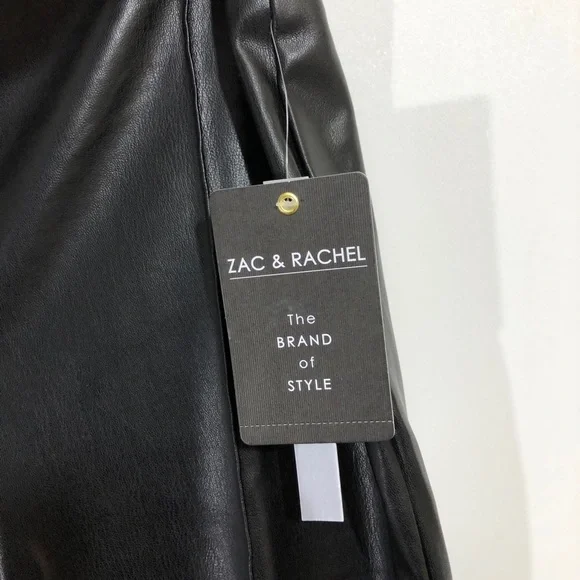 ZAC & RACHEL
The
BRAND
of
STYLE